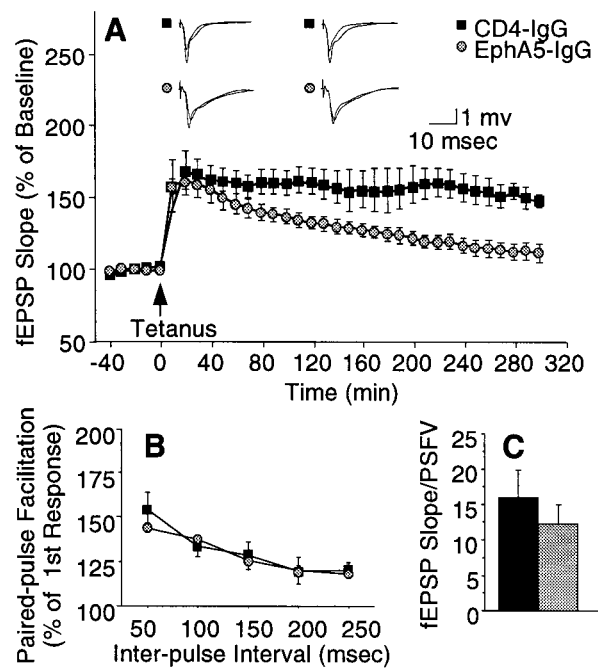 A
CD4-IgG
EphA5-IgG
1 mv
10 msec
fEPSP Slope (% of Baseline)
250
200
150
100
50
Tetanus
-40 0 40 80 120 160 200 240 280 320
Time (min)
B
Paired-pulse Facilitation
(% of 1st Response)
200
175
150
125
100
50 100 150 200 250
Inter-pulse Interval (msec)
C
fEPSP Slope/PSFV
25
20
15
10
5
0